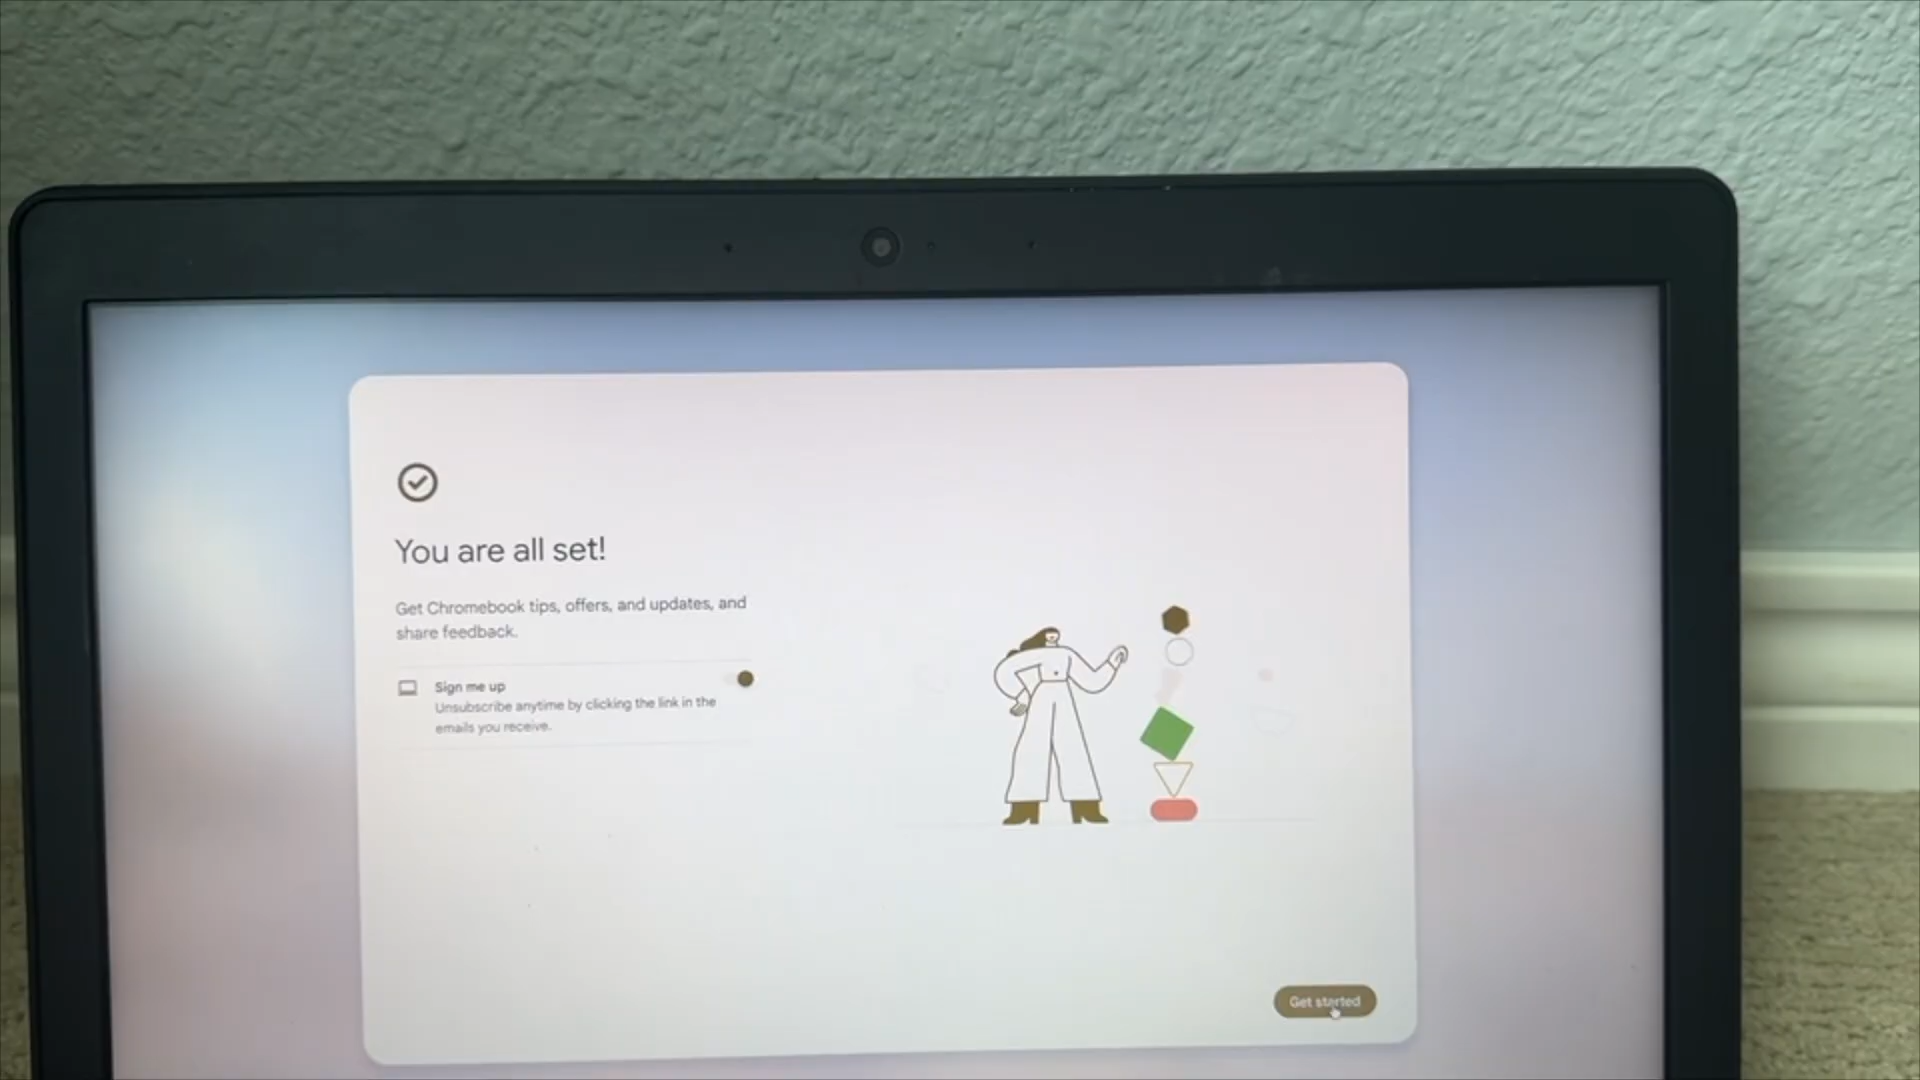 You are all set!
Get Chromebook tips, offers, and updates, and
share feedback.
Sign me up
Unsubscribe anytime by clicking the link in the
emails you receive.
Get started